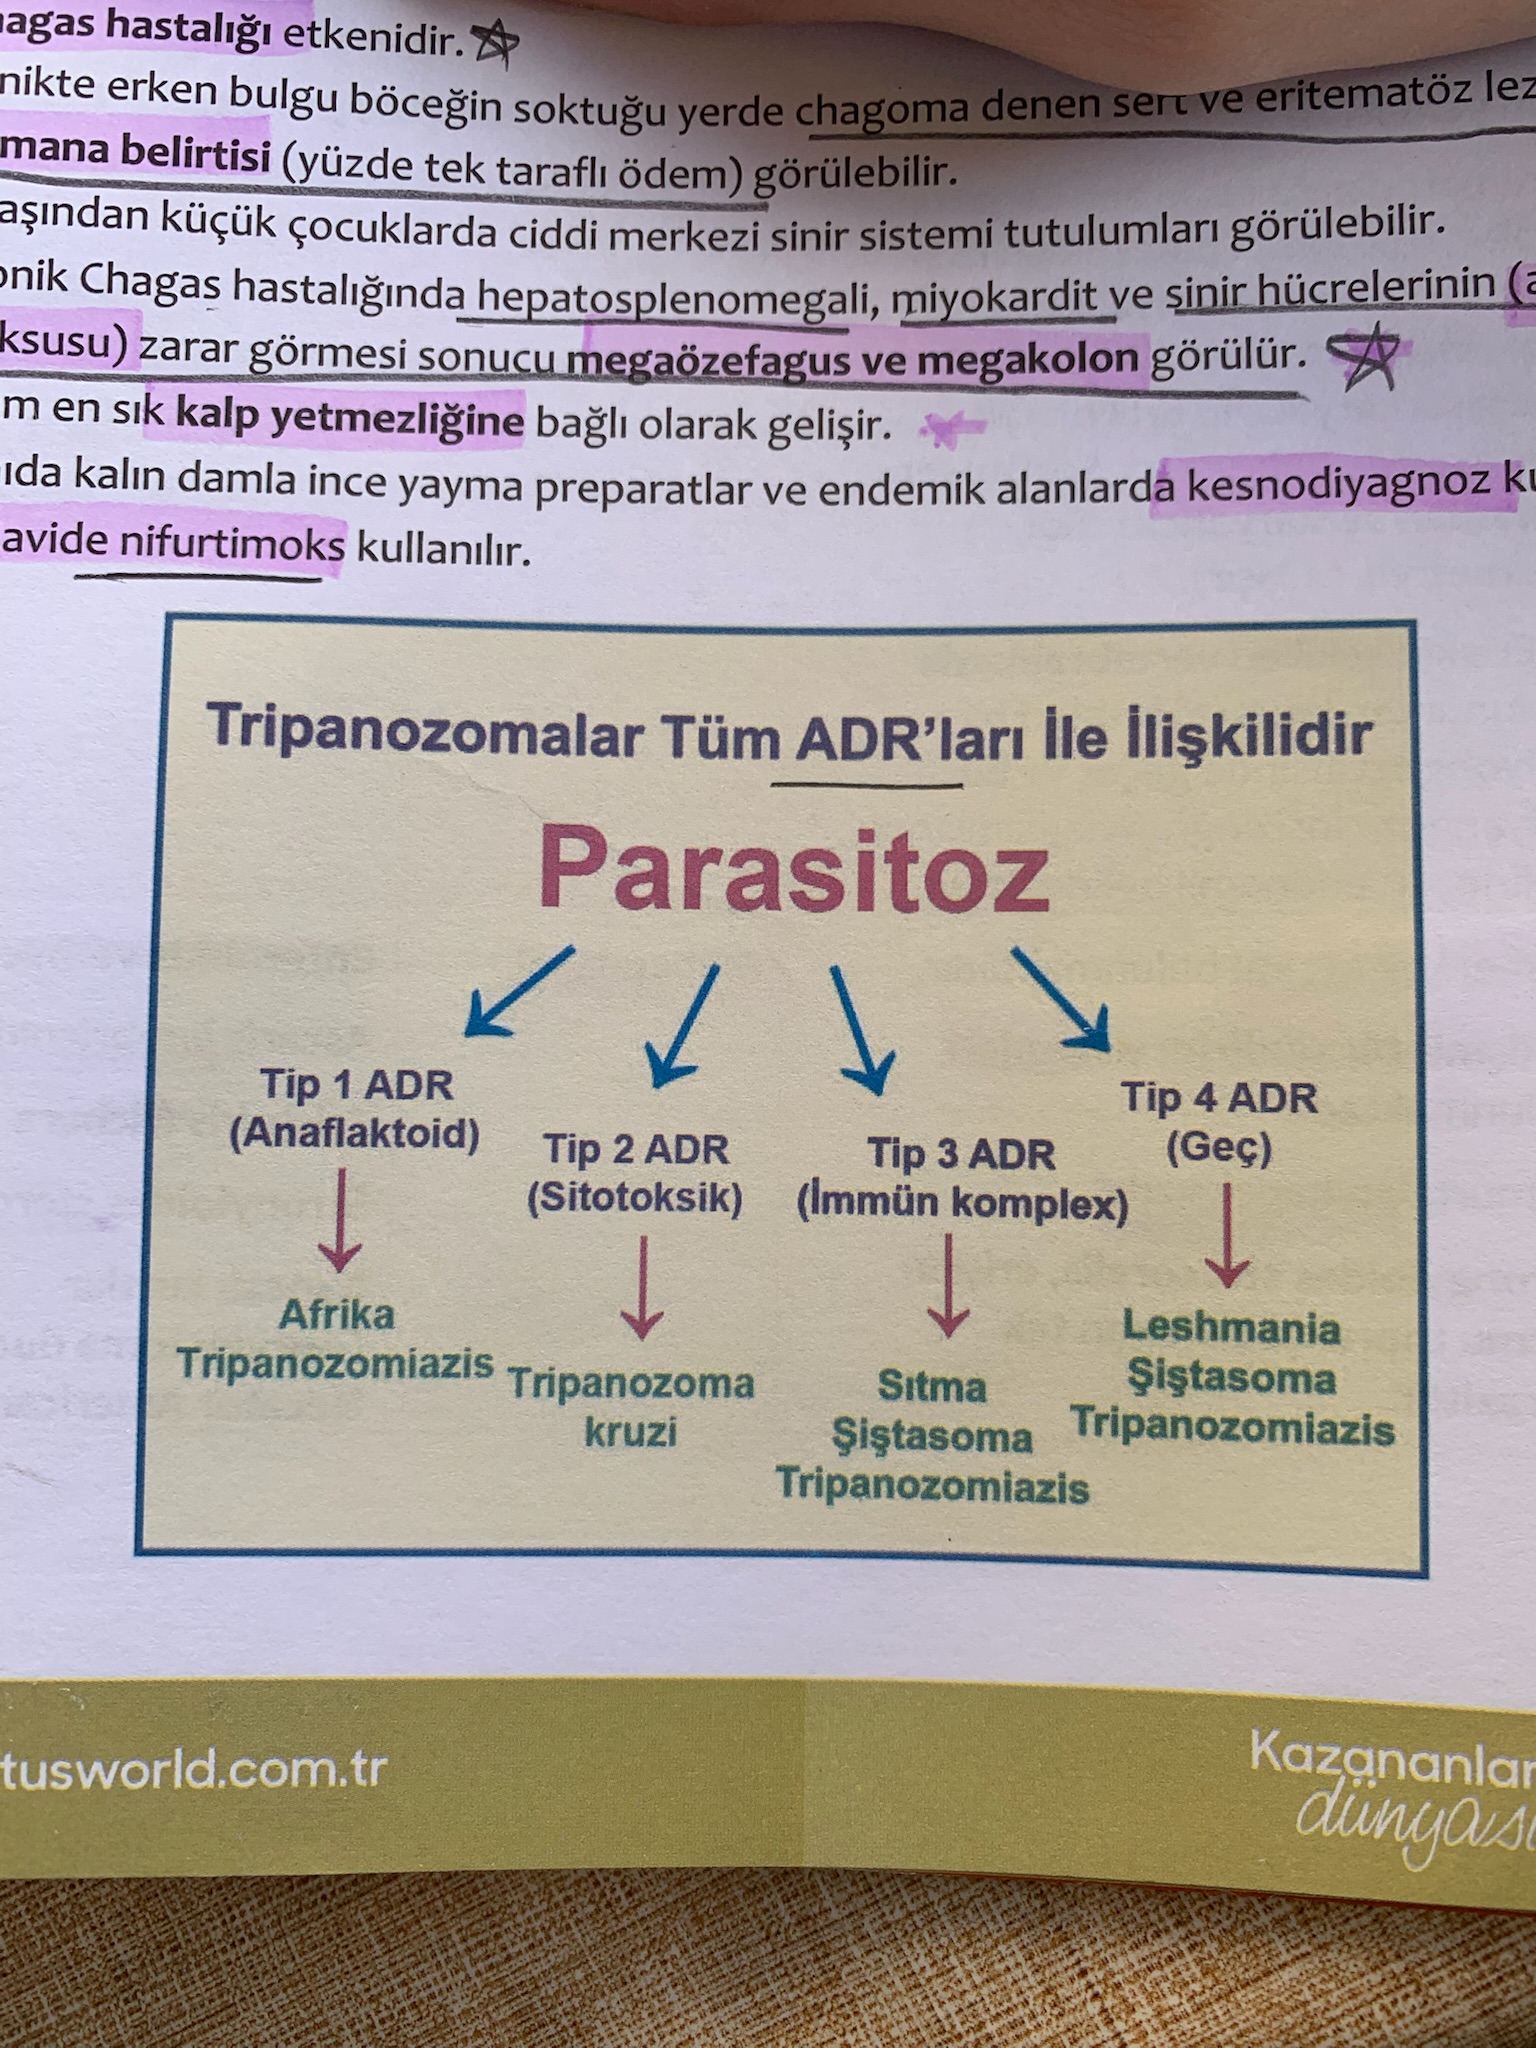 hagas hastalığı etkenidir.
nikte erken bulgu böceğin soktuğu yerde chagoma denen sert ve eritematöz lez
mana belirtisi (yüzde tek taraflı ödem) görülebilir.
aşından küçük çocuklarda ciddi merkezi sinir sistemi tutulumları görülebilir.
onik Chagas hastalığında hepatosplenomegali, miyokardit ve sinir hücrelerinin (a
ksusu) zarar görmesi sonucu megaözefagus ve megakolon görülür.
m en sık kalp yetmezliğine bağlı olarak gelişir.
ıda kalın damla ince yayma preparatlar ve endemik alanlarda kesnodiyagnoz ku
avide nifurtimoks kullanılır.
Tripanozomalar Tüm ADR'ları İle İlişkilidir
Parasitoz
Tip 1 ADR
(Anaflaktoid)
Afrika
Tripanozomiazis
Tip 2 ADR
(Sitotoksik)
Tripanozoma
kruzi
Tip 3 ADR
(İmmün komplex)
Sıtma
Şiştasoma
Tripanozomiazis
Tip 4 ADR
(Geç)
Leshmania
Şiştasoma
Tripanozomiazis
tusworld.com.tr
Kazananlar
dünyası